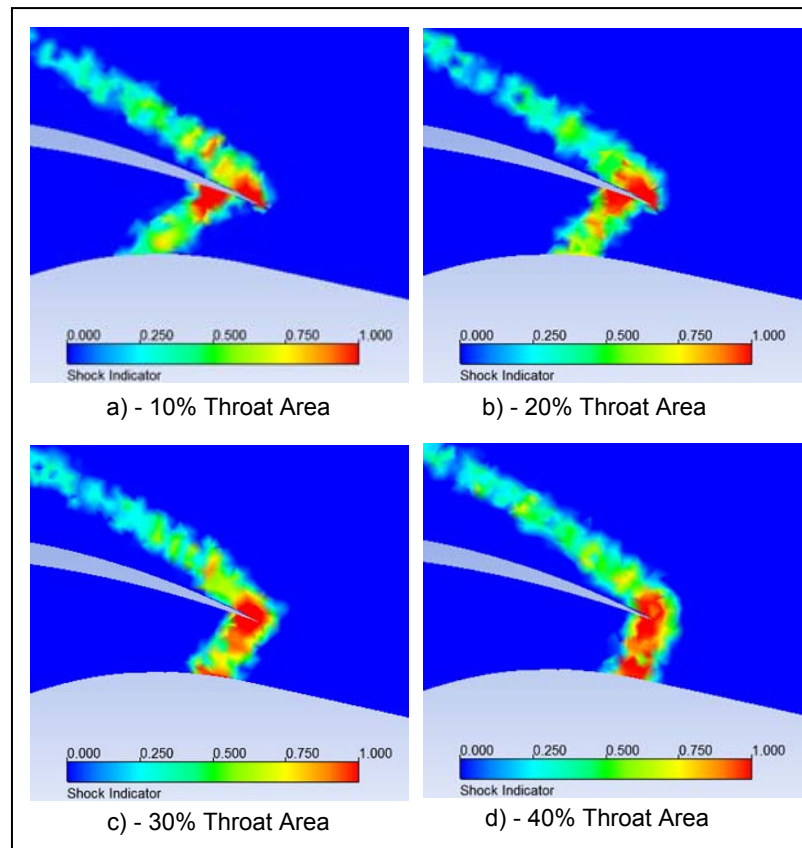 0.000 0.250 0.500 0.750 1.000
Shock Indicator
a) - 10% Throat Area
0.000 0.250 0.500 0.750 1.000
Shock Indicator
b) - 20% Throat Area
0.000 0.250 0.500 0.750 1.000
Shock Indicator
c) - 30% Throat Area
0.000 0.250 0.500 0.750 1.000
Shock Indicator
d) - 40% Throat Area